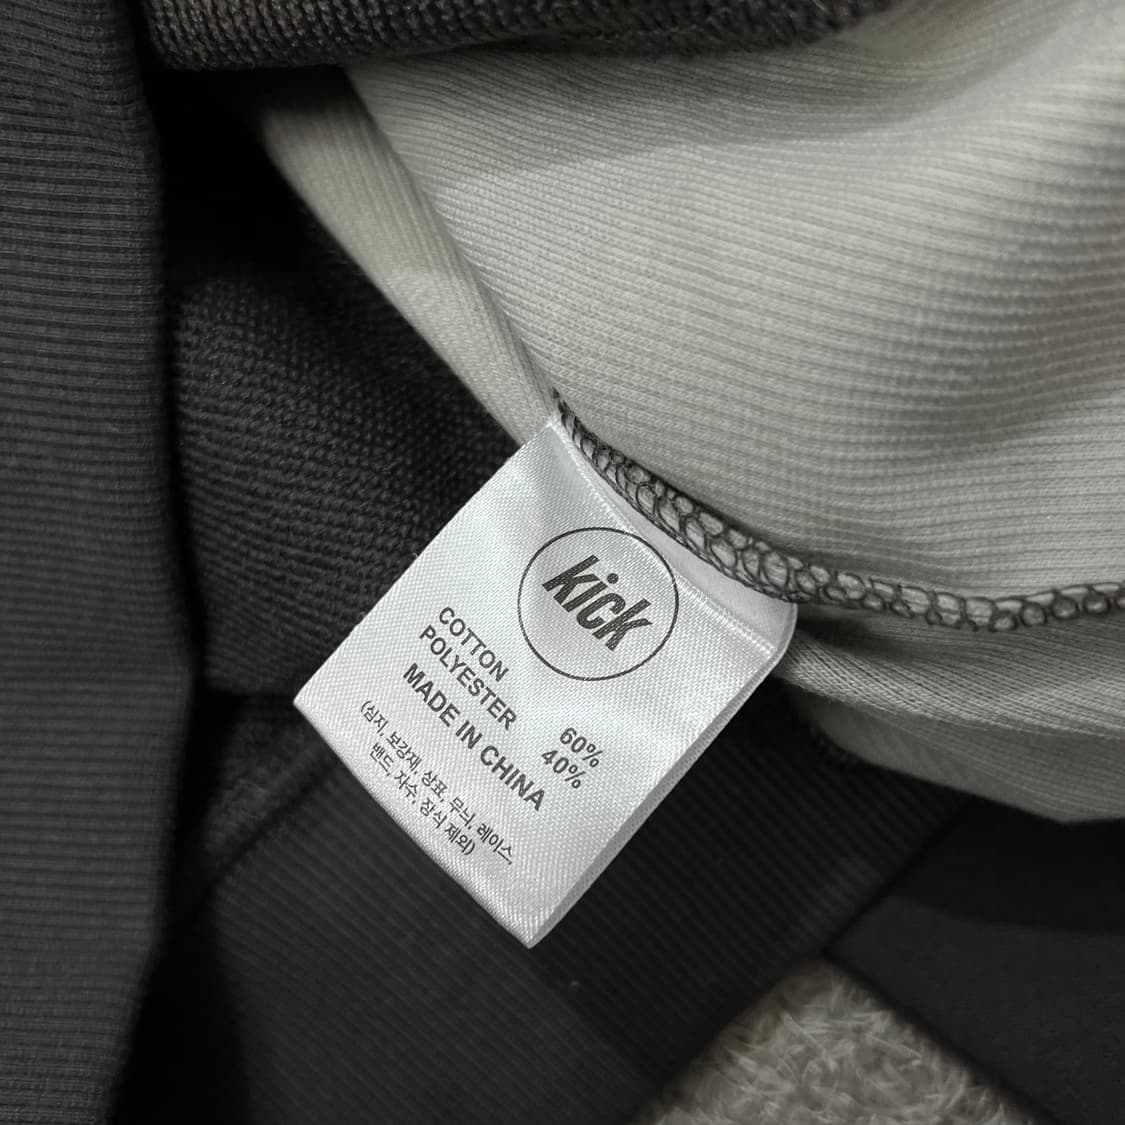 kick
COTTON 60%
POLYESTER 40%
MADE IN CHINA
(심지, 보강재, 상표, 무늬, 레이스,
밴드, 자수, 장식 제외)